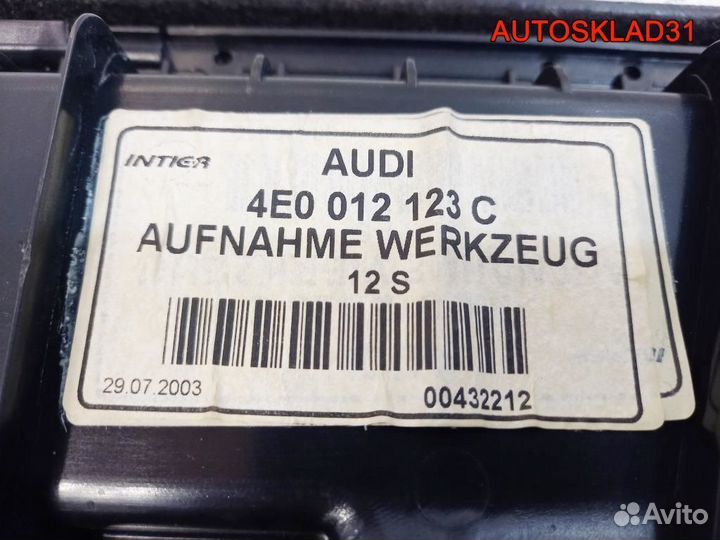 AUTOSKLAD31
INTIER
AUDI
4E0 012 123 C
AUFNAHME WERKZEUG
12 S
29.07.2003
00432212
Avito